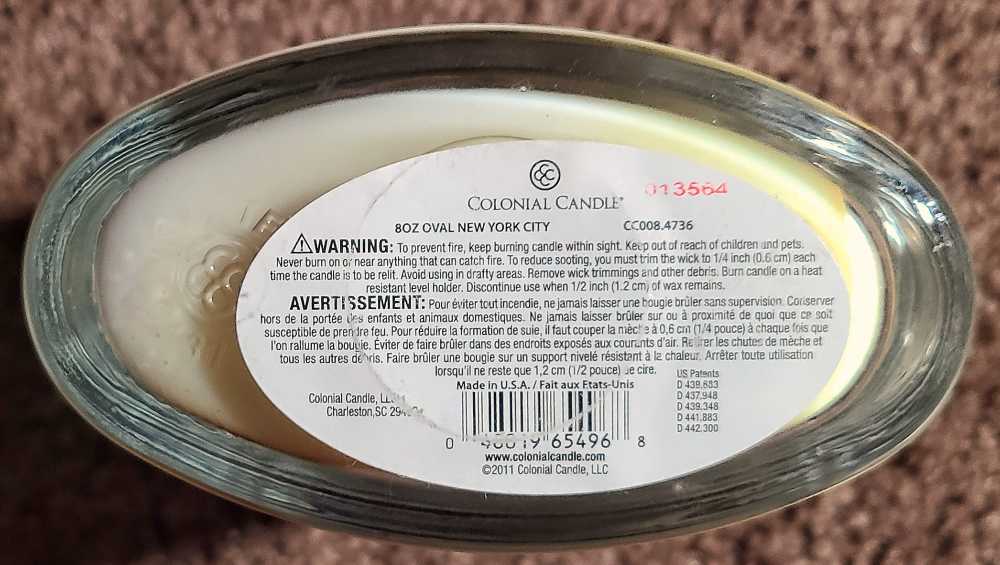 CCC
013564
COLONIAL CANDLE®
8OZ OVAL NEW YORK CITY CC008.4736
⚠WARNING: To prevent fire, keep burning candle within sight. Keep out of reach of children and pets.
Never burn on or near anything that can catch fire. To reduce sooting, you must trim the wick to 1/4 inch (0.6 cm) each
time the candle is to be relit. Avoid using in drafty areas. Remove wick trimmings and other debris. Burn candle on a heat
resistant level holder. Discontinue use when 1/2 inch (1.2 cm) of wax remains.
AVERTISSEMENT: Pour éviter tout incendie, ne jamais laisser une bougie brûler sans supervision. Conserver
hors de la portée des enfants et animaux domestiques. Ne jamais laisser brûler sur ou à proximité de quoi que ce soit
susceptible de prendre feu. Pour réduire la formation de suie, il faut couper la mèche à 0,6 cm (1/4 pouce) à chaque fois que
l'on rallume la bougie. Éviter de faire brûler dans des endroits exposés aux courants d'air. Retirer les chutes de mèche et
tous les autres débris. Faire brûler une bougie sur un support nivelé résistant à la chaleur. Arrêter toute utilisation
lorsqu'il ne reste que 1,2 cm (1/2 pouce) de cire.
Made in U.S.A. / Fait aux Etats-Unis
US Patents
D 439,683
D 437,948
D 439,348
D 441,883
D 442,300
Colonial Candle,
Charleston, SC
0 65496 8
www.colonialcandle.com
©2011 Colonial Candle, LLC